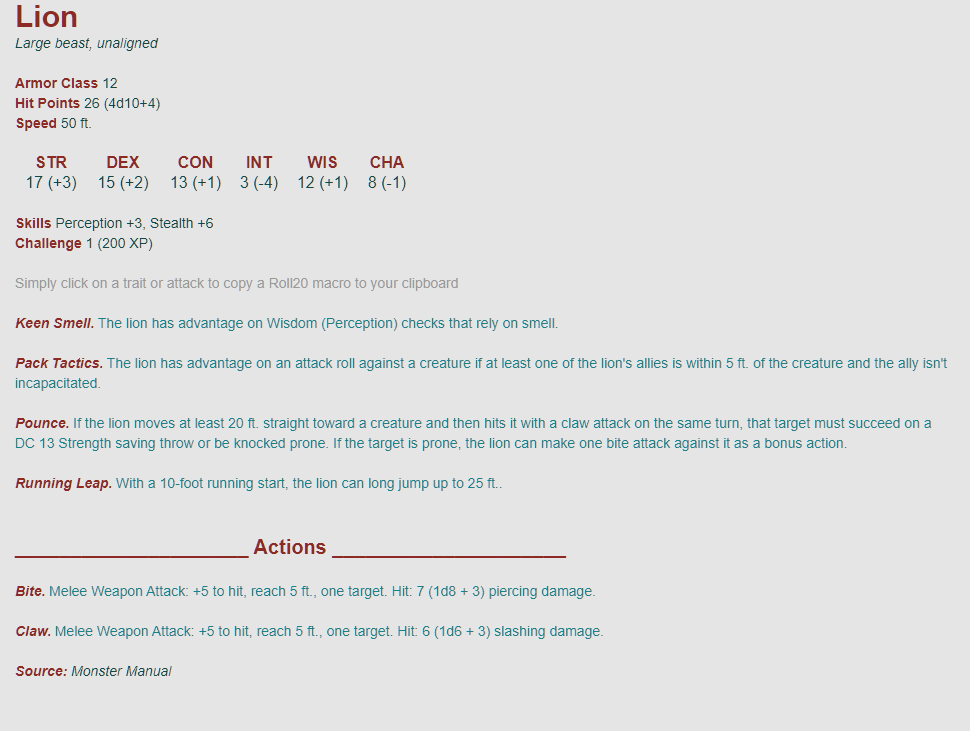 Lion
Large beast, unaligned
Armor Class 12
Hit Points 26 (4d10+4)
Speed 50 ft.
STR DEX CON INT WIS CHA
17 (+3) 15 (+2) 13 (+1) 3 (-4) 12 (+1) 8 (-1)
Skills Perception +3, Stealth +6
Challenge 1 (200 XP)
Simply click on a trait or attack to copy a Roll20 macro to your clipboard
Keen Smell. The lion has advantage on Wisdom (Perception) checks that rely on smell.
Pack Tactics. The lion has advantage on an attack roll against a creature if at least one of the lion's allies is within 5 ft. of the creature and the ally isn't
incapacitated.
Pounce. If the lion moves at least 20 ft. straight toward a creature and then hits it with a claw attack on the same turn, that target must succeed on a
DC 13 Strength saving throw or be knocked prone. If the target is prone, the lion can make one bite attack against it as a bonus action.
Running Leap. With a 10-foot running start, the lion can long jump up to 25 ft..
_____________________ Actions _____________________
Bite. Melee Weapon Attack: +5 to hit, reach 5 ft., one target. Hit: 7 (1d8 + 3) piercing damage.
Claw. Melee Weapon Attack: +5 to hit, reach 5 ft., one target. Hit: 6 (1d6 + 3) slashing damage.
Source: Monster Manual